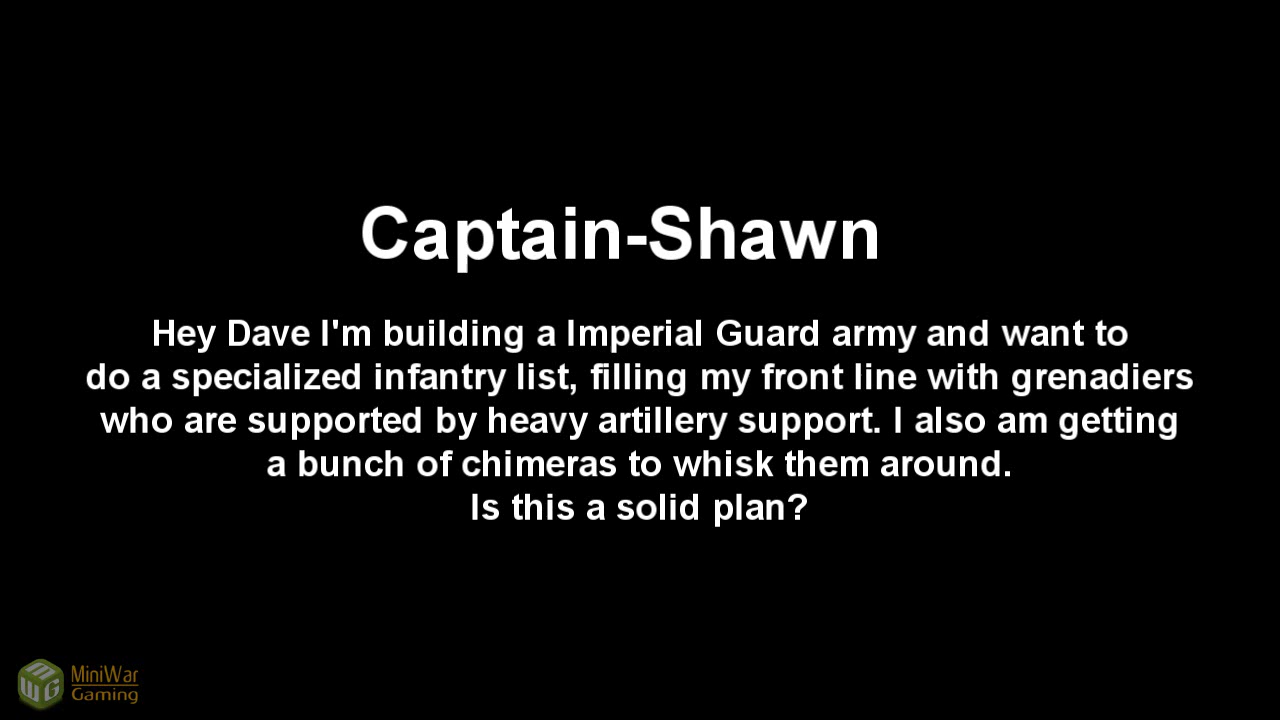 Captain-Shawn
Hey Dave I'm building a Imperial Guard army and want to
do a specialized infantry list, filling my front line with grenadiers
who are supported by heavy artillery support. I also am getting
a bunch of chimeras to whisk them around.
Is this a solid plan?
MWG
MiniWar
Gaming